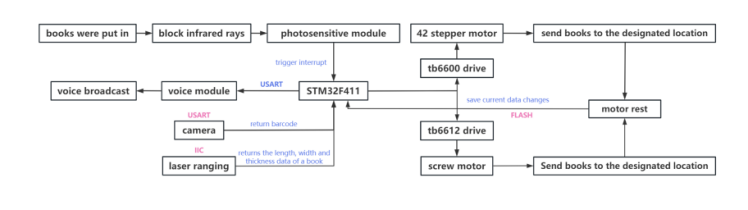 books were put in
block infrared rays
photosensitive module
42 stepper motor
send books to the designated location
trigger interrupt
tb6600 drive
voice broadcast
voice module
USART
STM32F411
save current data changes
motor rest
USART
FLASH
camera
return barcode
tb6612 drive
IIC
laser ranging
returns the length, width and
thickness data of a book
screw motor
Send books to the designated location